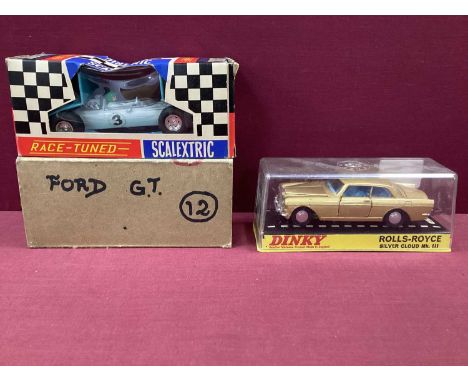 3
RACE-TUNED
SCALEXTRIC
FORD G.T.
12
DINKY
ROLLS-ROYCE
SILVER CLOUD Mk. III